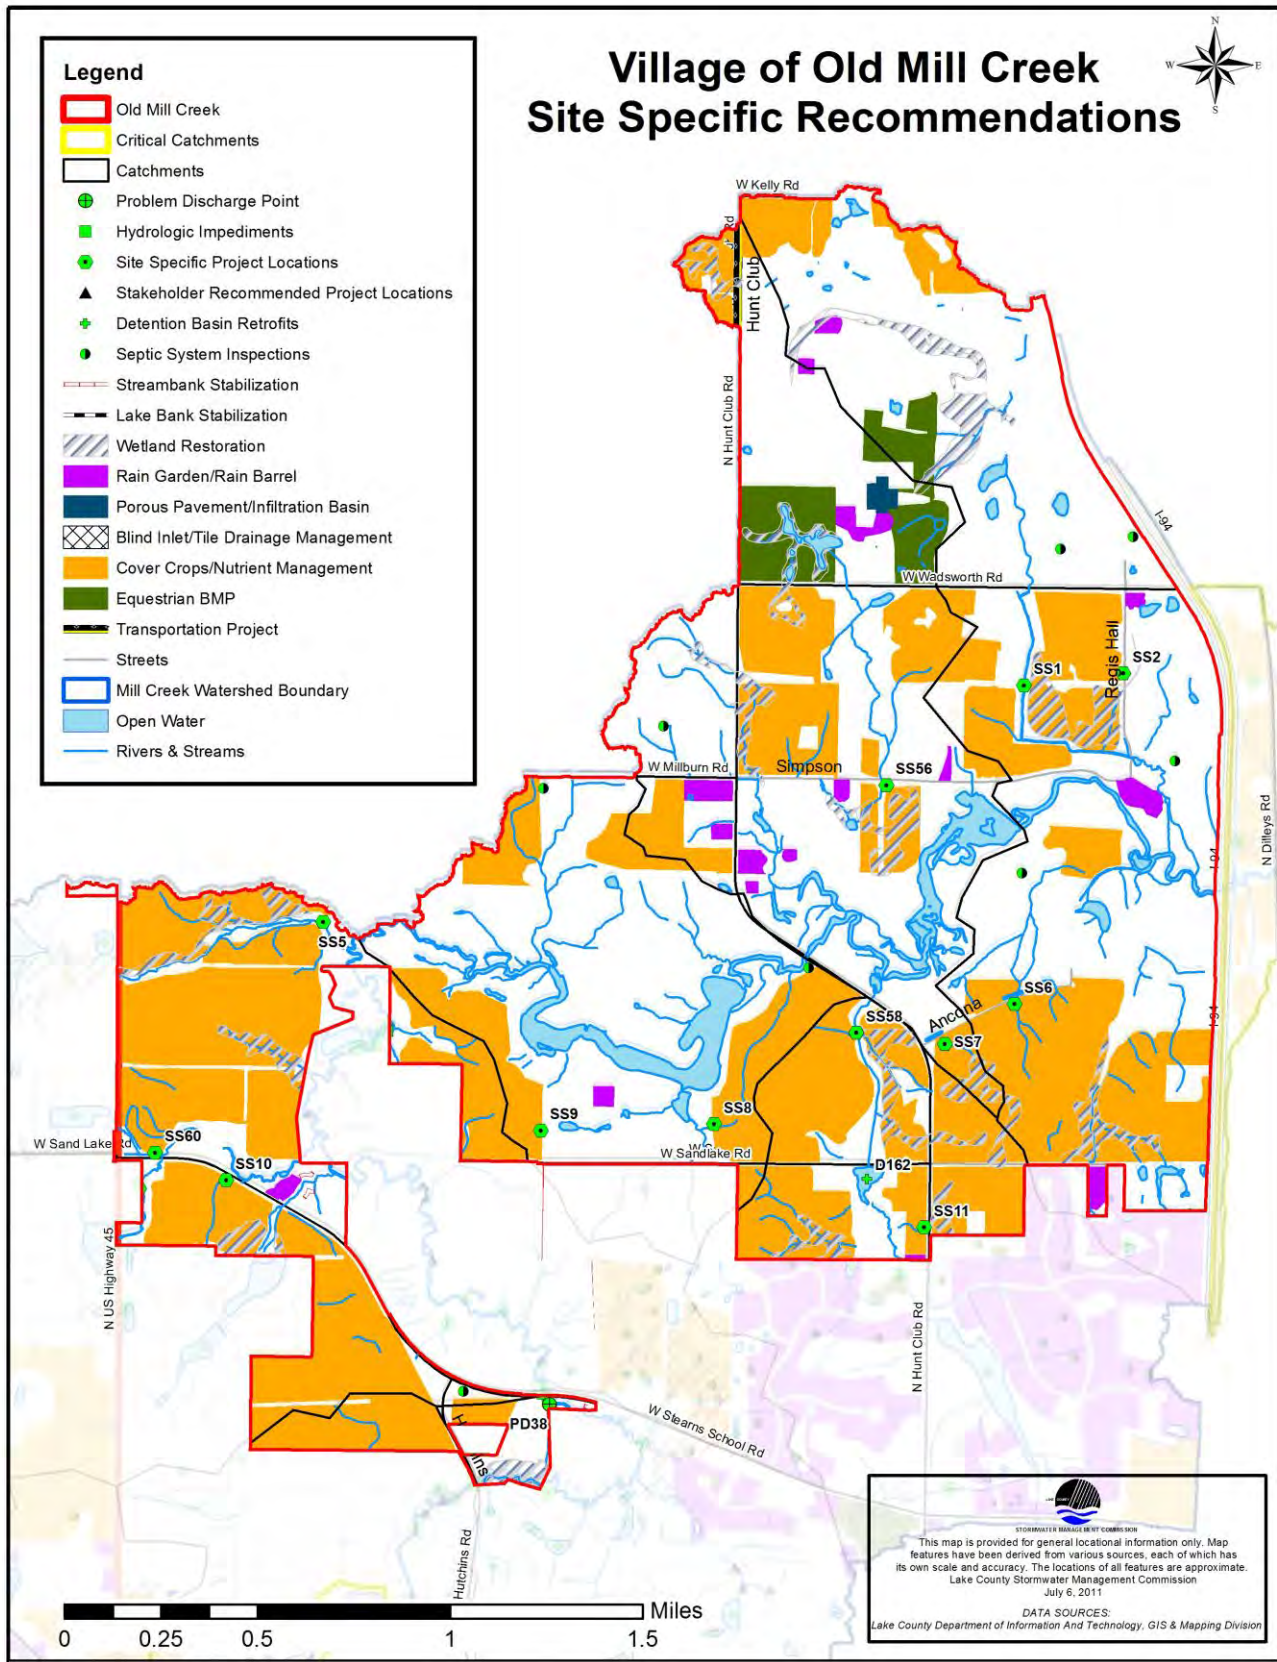 Village of Old Mill Creek
Site Specific Recommendations
N
W
E
S
Legend
Old Mill Creek
Critical Catchments
Catchments
Problem Discharge Point
Hydrologic Impediments
Site Specific Project Locations
Stakeholder Recommended Project Locations
Detention Basin Retrofits
Septic System Inspections
Streambank Stabilization
Lake Bank Stabilization
Wetland Restoration
Rain Garden/Rain Barrel
Porous Pavement/Infiltration Basin
Blind Inlet/Tile Drainage Management
Cover Crops/Nutrient Management
Equestrian BMP
Transportation Project
Streets
Mill Creek Watershed Boundary
Open Water
Rivers & Streams
W Kelly Rd
Rd
Hunt Club
N Hunt Club Rd
I-94
W Wadsworth Rd
Regis Hall
SS1
SS2
W Millburn Rd
Simpson
SS56
N Dilleys Rd
I-94
SS5
SS6
Ancona
I-94
SS58
SS7
SS9
SS8
W Sand Lake Rd
SS60
W Sandlake Rd
SS10
D162
SS11
N US Highway 45
N Hunt Club Rd
PD38
H
ins
W Stearns School Rd
Hutchins Rd
STORMWATER MANAGEMENT COMMISSION
This map is provided for general locational information only. Map
features have been derived from various sources, each of which has
its own scale and accuracy. The locations of all features are approximate.
Lake County Stormwater Management Commission
July 6, 2011
DATA SOURCES:
Lake County Department of Information And Technology, GIS & Mapping Division
Miles
0 0.25 0.5 1 1.5